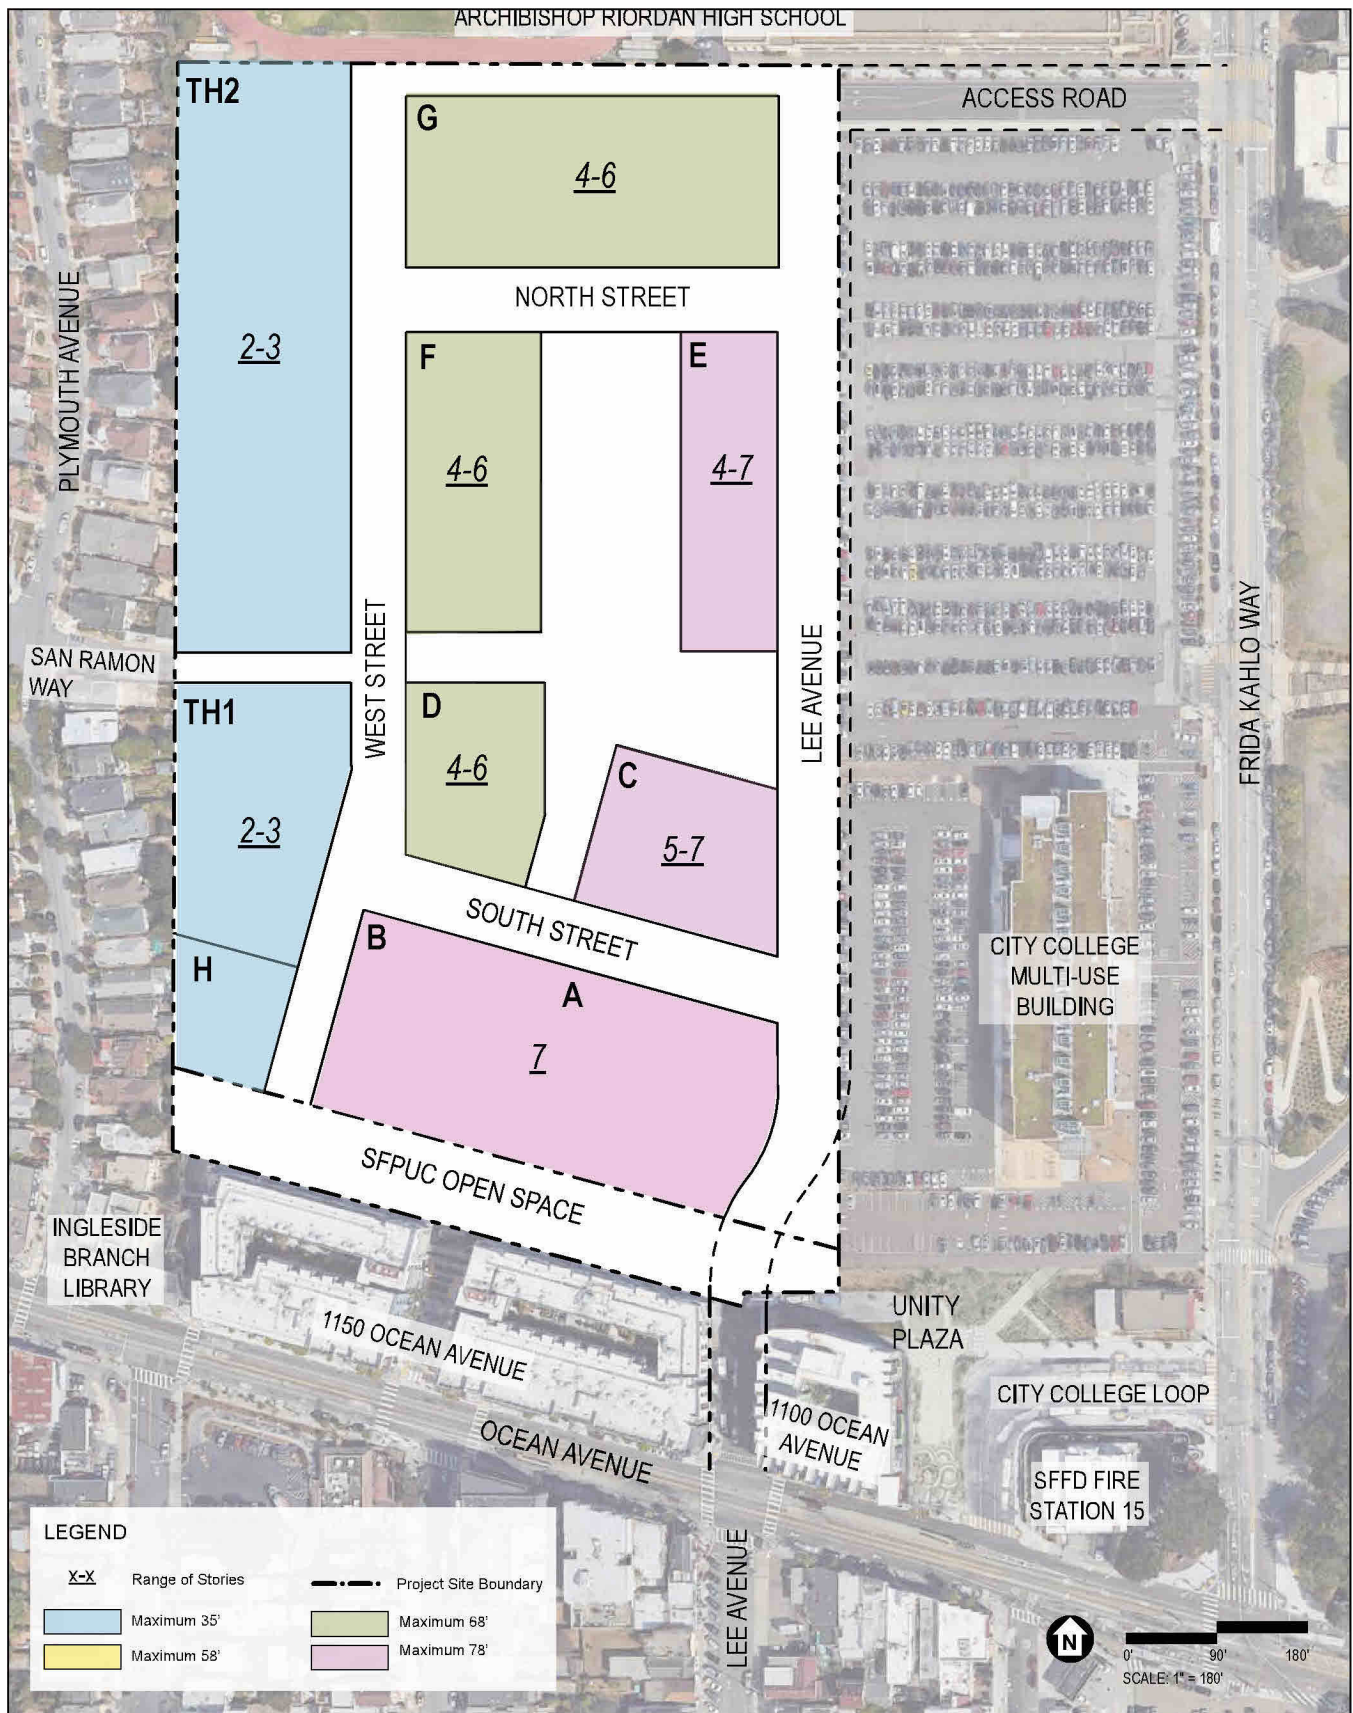 ARCHIBISHOP RIORDAN HIGH SCHOOL
TH2
G
ACCESS ROAD
4-6
NORTH STREET
PLYMOUTH AVENUE
2-3
F
E
4-6
4-7
SAN RAMON
WAY
WEST STREET
LEE AVENUE
FRIDA KAHLO WAY
TH1
D
4-6
C
2-3
5-7
SOUTH STREET
B
H
A
CITY COLLEGE
MULTI-USE
BUILDING
7
SFPUC OPEN SPACE
INGLESIDE
BRANCH
LIBRARY
UNITY
PLAZA
1150 OCEAN AVENUE
CITY COLLEGE LOOP
1100 OCEAN
AVENUE
OCEAN AVENUE
SFFD FIRE
STATION 15
LEE AVENUE
LEGEND
X-X Range of Stories
Project Site Boundary
Maximum 35'
Maximum 68'
Maximum 58'
Maximum 78'
N
0' 90' 180'
SCALE: 1" = 180'